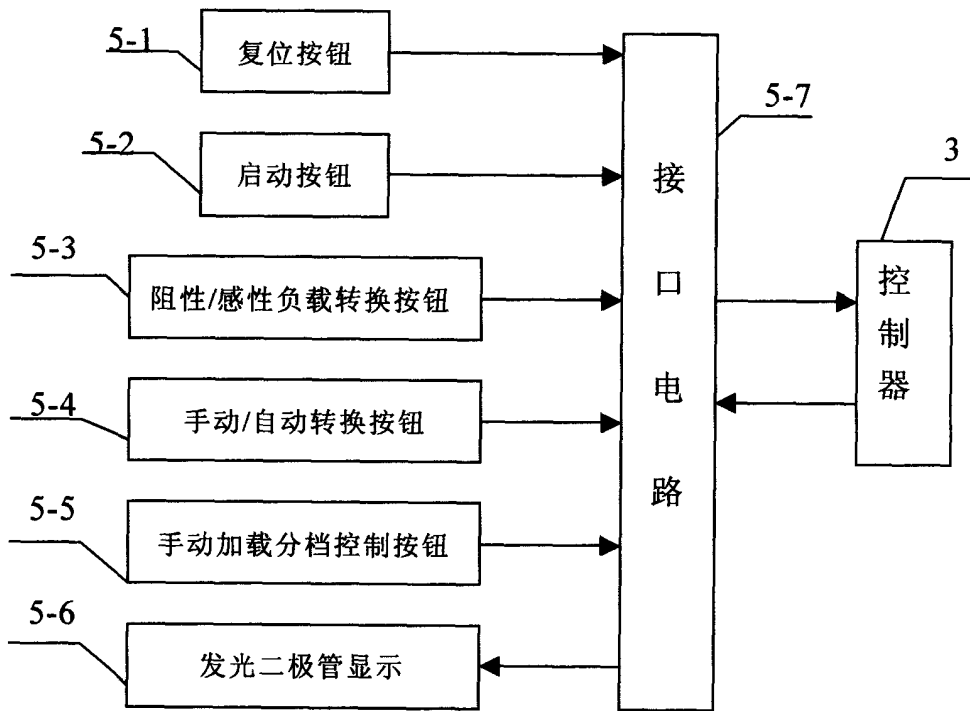 5-1
复位按钮
5-2
启动按钮
5-3
阻性/感性负载转换按钮
5-4
手动/自动转换按钮
5-5
手动加载分档控制按钮
5-6
发光二极管显示
接口电路
5-7
3
控制器